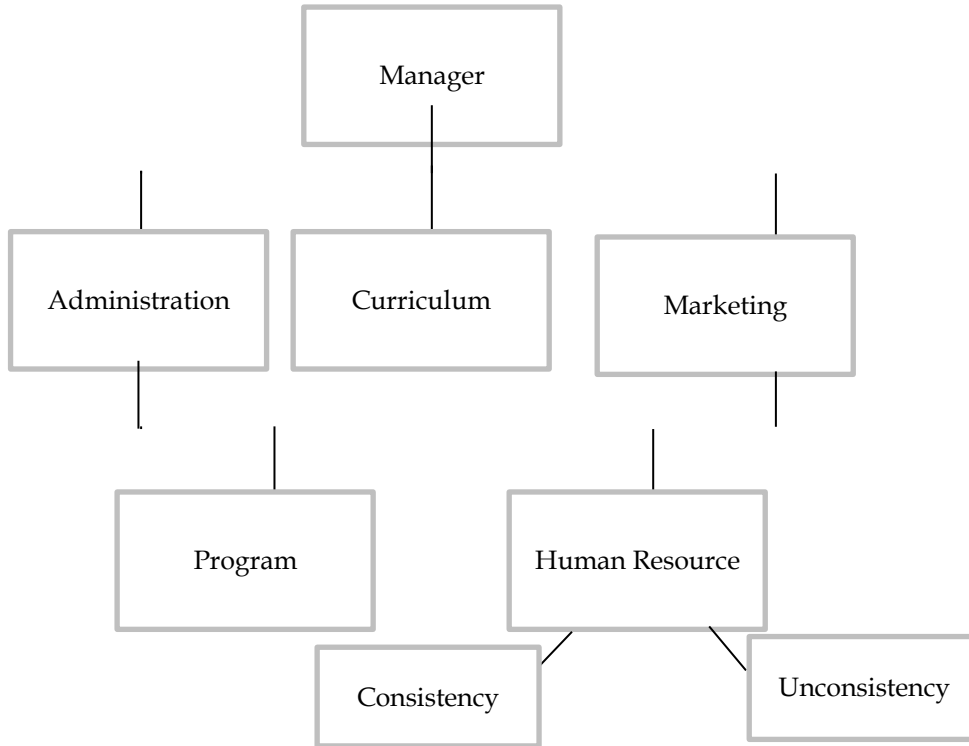 Manager
Administration
Curriculum
Marketing
Program
Human Resource
Consistency
Unconsistency